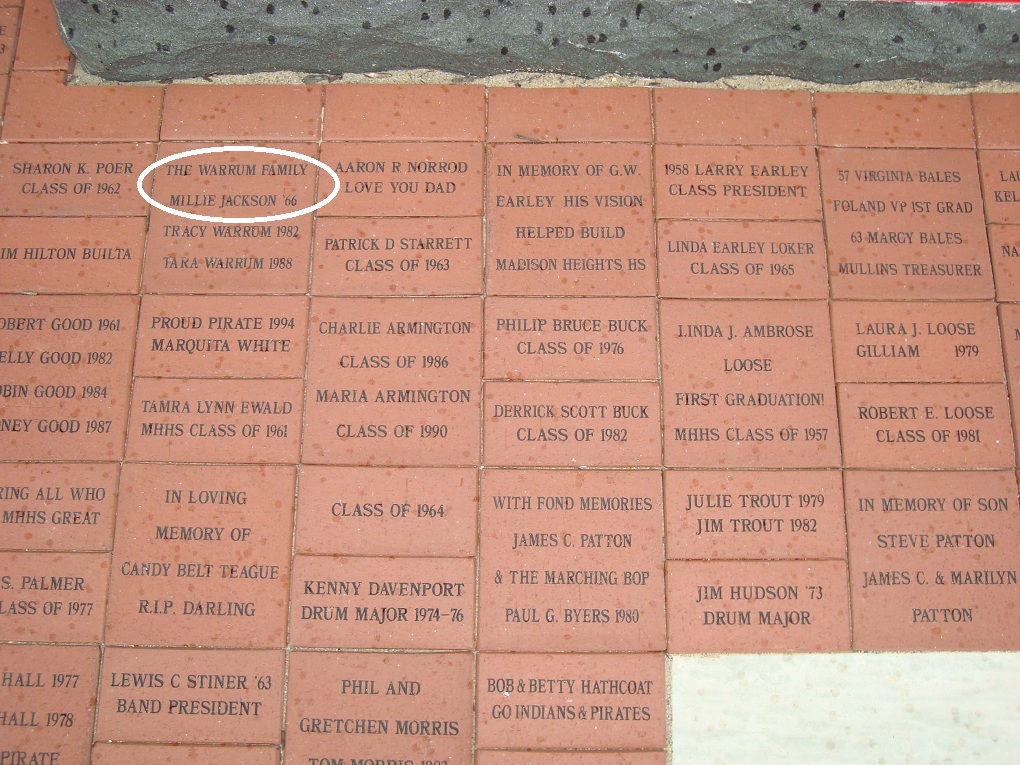 SHARON K. POER
CLASS OF 1962
THE WARRUM FAMILY
MILLIE JACKSON '66
TRACY WARRUM 1982
TARA WARRUM 1988
AARON R NORROD
LOVE YOU DAD
IN MEMORY OF G.W.
EARLEY HIS VISION
HELPED BUILD
MADISON HEIGHTS HS
1958 LARRY EARLEY
CLASS PRESIDENT
57 VIRGINIA BALES
FOLAND VP 1ST GRAD
63 MARGY BALES
MULLINS TREASURER
IM HILTON BUILTA
PATRICK D STARRETT
CLASS OF 1963
LINDA EARLEY LOKER
CLASS OF 1965
OBERT GOOD 1961
ELLY GOOD 1982
OBIN GOOD 1984
NEY GOOD 1987
PROUD PIRATE 1994
MARQUITA WHITE
CHARLIE ARMINGTON
CLASS OF 1986
MARIA ARMINGTON
CLASS OF 1990
PHILIP BRUCE BUCK
CLASS OF 1976
LINDA J. AMBROSE
LOOSE
FIRST GRADUATION!
MHHS CLASS OF 1957
LAURA J. LOOSE
GILLIAM 1979
TAMRA LYNN EWALD
MHHS CLASS OF 1961
DERRICK SCOTT BUCK
CLASS OF 1982
ROBERT E. LOOSE
CLASS OF 1981
RING ALL WHO
MHHS GREAT
IN LOVING
MEMORY OF
CANDY BELT TEAGUE
R.I.P. DARLING
CLASS OF 1964
WITH FOND MEMORIES
JAMES C. PATTON
& THE MARCHING BOP
PAUL G. BYERS 1980
JULIE TROUT 1979
JIM TROUT 1982
IN MEMORY OF SON
STEVE PATTON
JAMES C. & MARILYN
PATTON
S. PALMER
LASS OF 1977
KENNY DAVENPORT
DRUM MAJOR 1974-76
JIM HUDSON '73
DRUM MAJOR
HALL 1977
HALL 1978
PIRATE
LEWIS C STINER '63
BAND PRESIDENT
PHIL AND
GRETCHEN MORRIS
TOM MORRIS
BOB & BETTY HATHCOAT
GO INDIANS & PIRATES